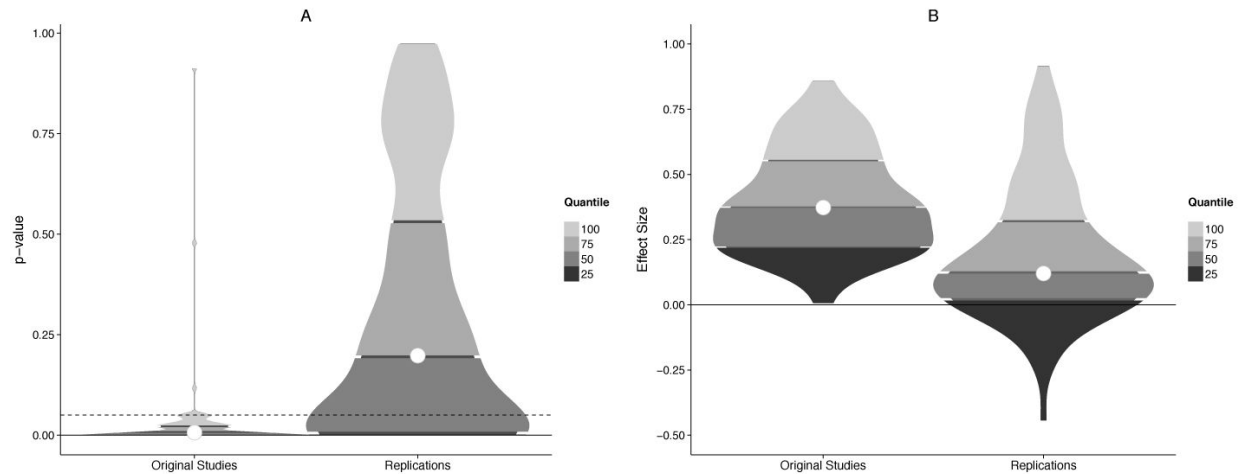 A
1.00
0.75
0.50
0.25
0.00
p-value
Original Studies
Replications
Quantile
100
75
50
25
B
1.00
0.75
0.50
0.25
0.00
−0.25
−0.50
Effect Size
Original Studies
Replications
Quantile
100
75
50
25